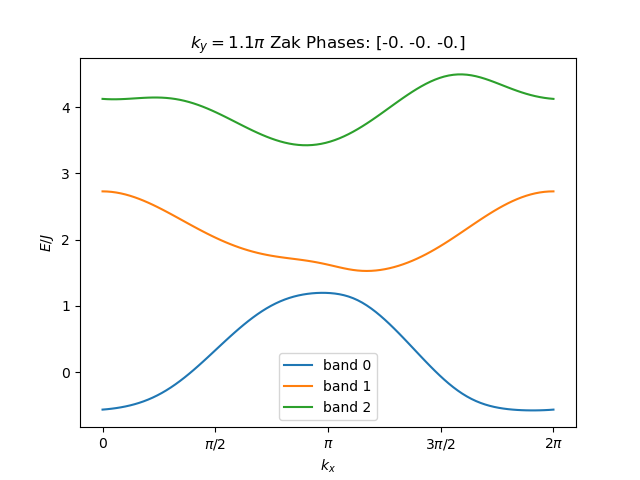 k_y = 1.1π Zak Phases: [-0. -0. -0.]
4
3
2
1
0
E/J
band 0
band 1
band 2
0 π/2 π 3π/2 2π
k_x